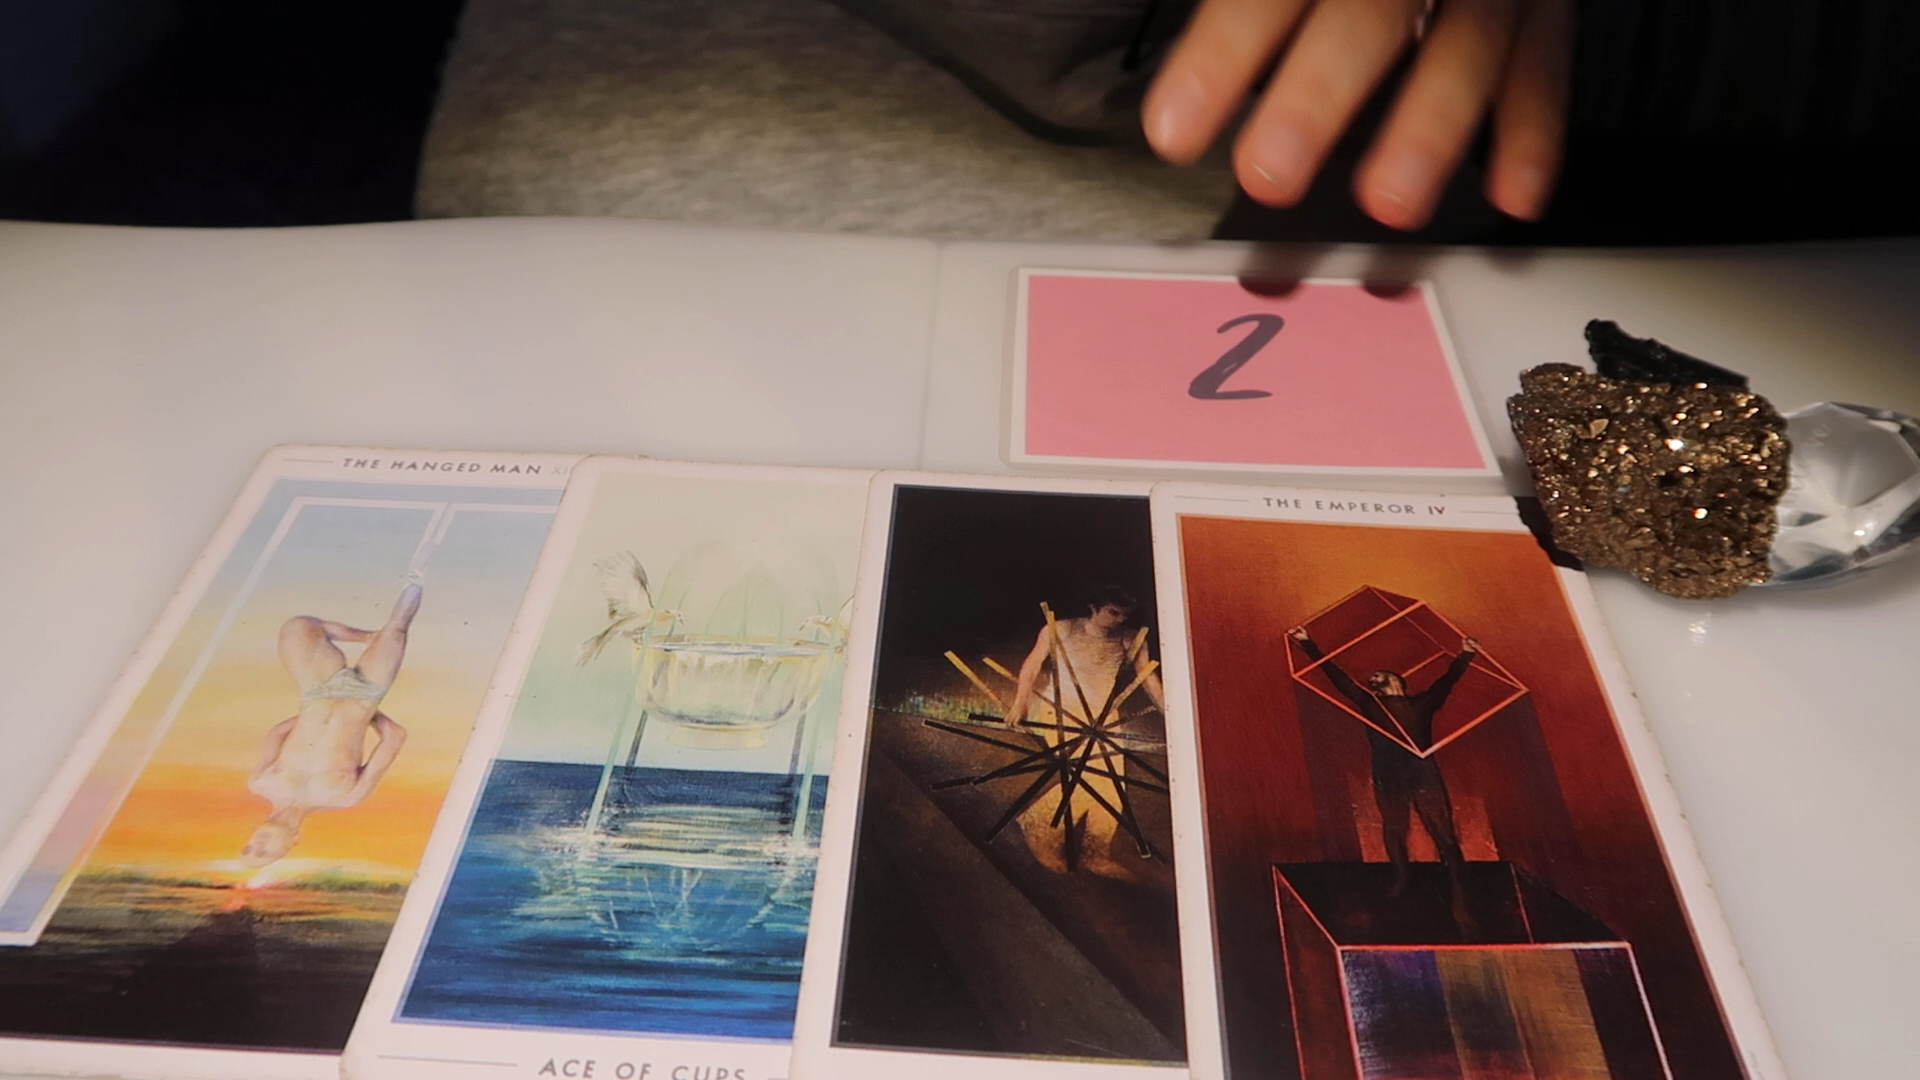 2
THE HANGED MAN
THE EMPEROR IV
ACE OF CUPS